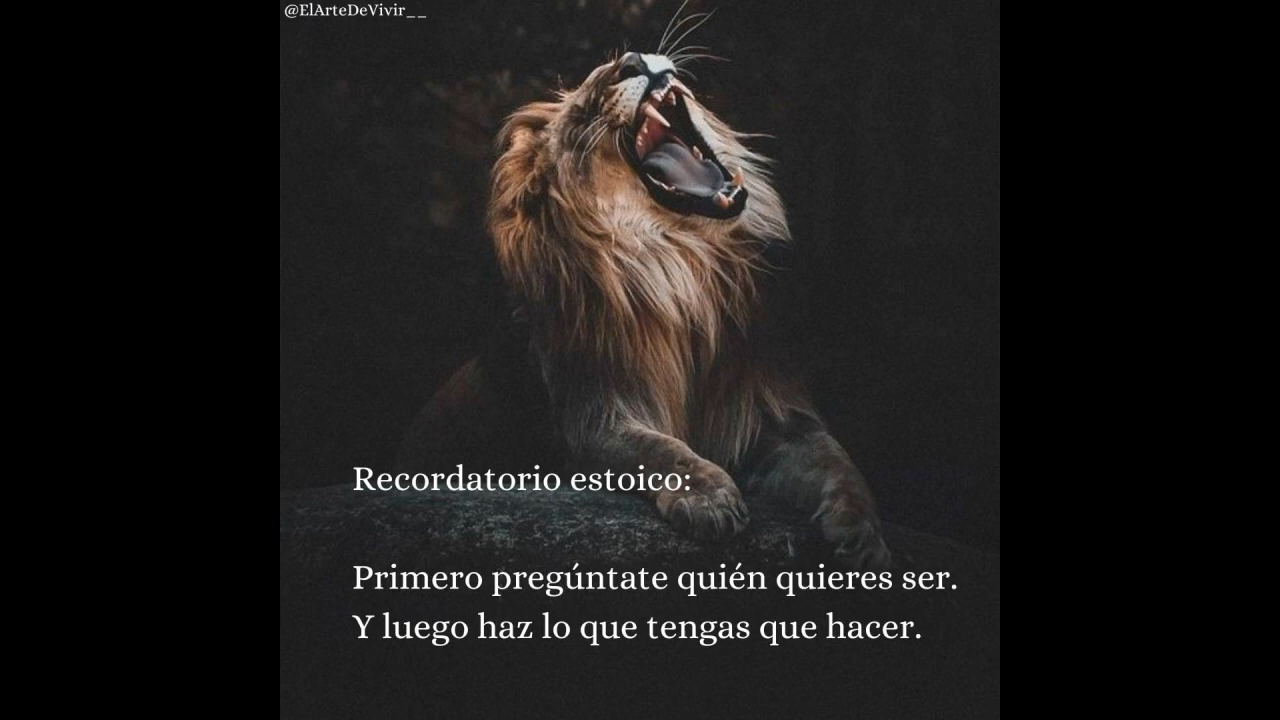 @ElArteDeVivir__
Recordatorio estoico:
Primero pregúntate quién quieres ser.
Y luego haz lo que tengas que hacer.